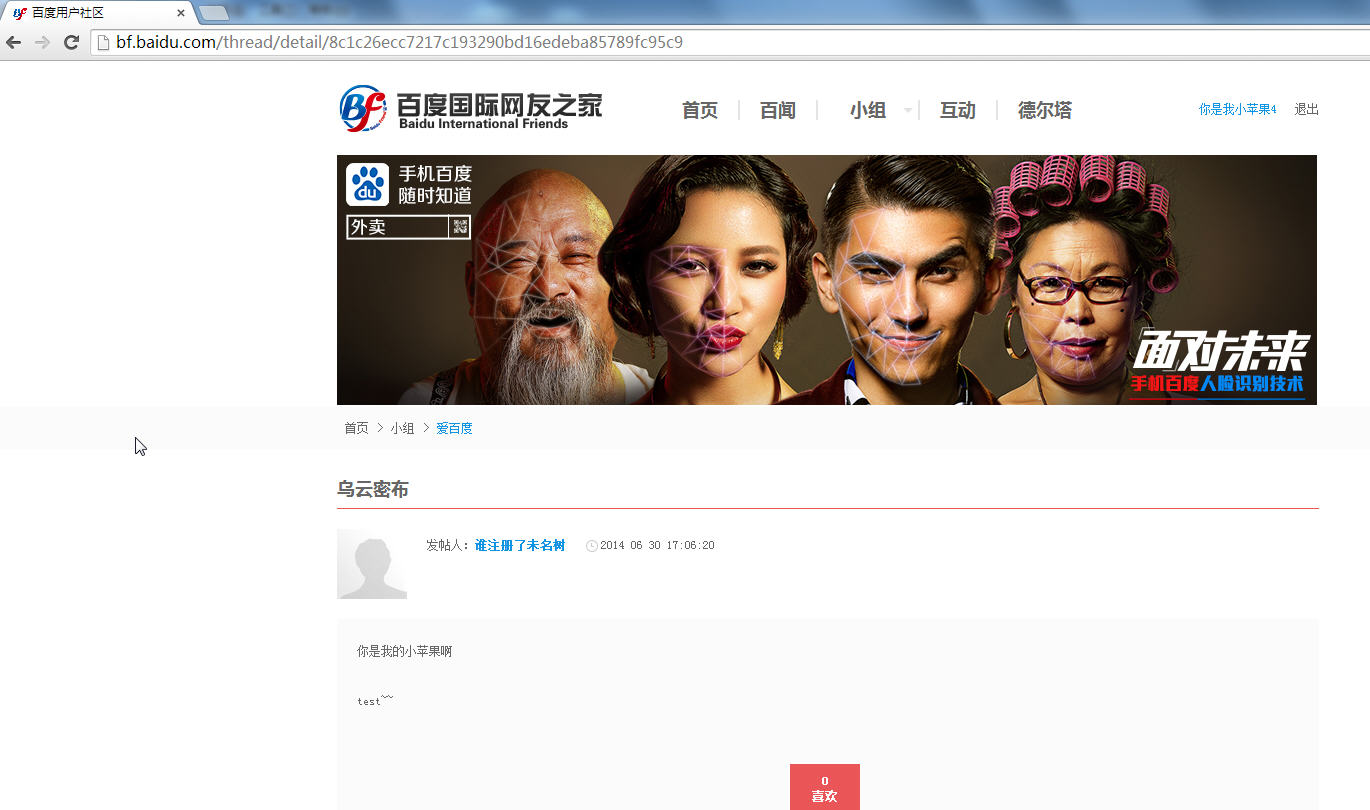 百度用户社区
bf.baidu.com/thread/detail/8c1c26ecc7217c193290bd16edeba85789fc95c9
Bf
百度国际网友之家
Baidu International Friends
首页 百闻 小组 互动 德尔塔
你是我小苹果4 退出
du
手机百度
随时知道
外卖
面对未来
手机百度人脸识别技术
首页 > 小组 > 爱百度
乌云密布
发帖人：谁注册了未名树 2014 06 30 17:06:20
你是我的小苹果啊
test~~
0
喜欢